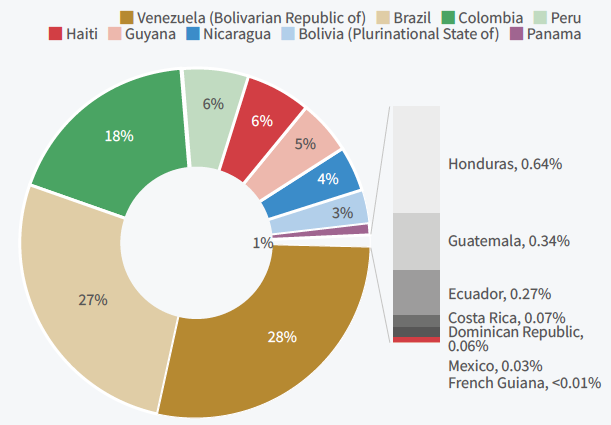 Venezuela (Bolivarian Republic of) Brazil Colombia Peru
Haiti Guyana Nicaragua Bolivia (Plurinational State of) Panama
6%
6%
18%
5%
4%
3%
1%
27%
28%
Honduras, 0.64%
Guatemala, 0.34%
Ecuador, 0.27%
Costa Rica, 0.07%
Dominican Republic,
0.06%
Mexico, 0.03%
French Guiana, <0.01%